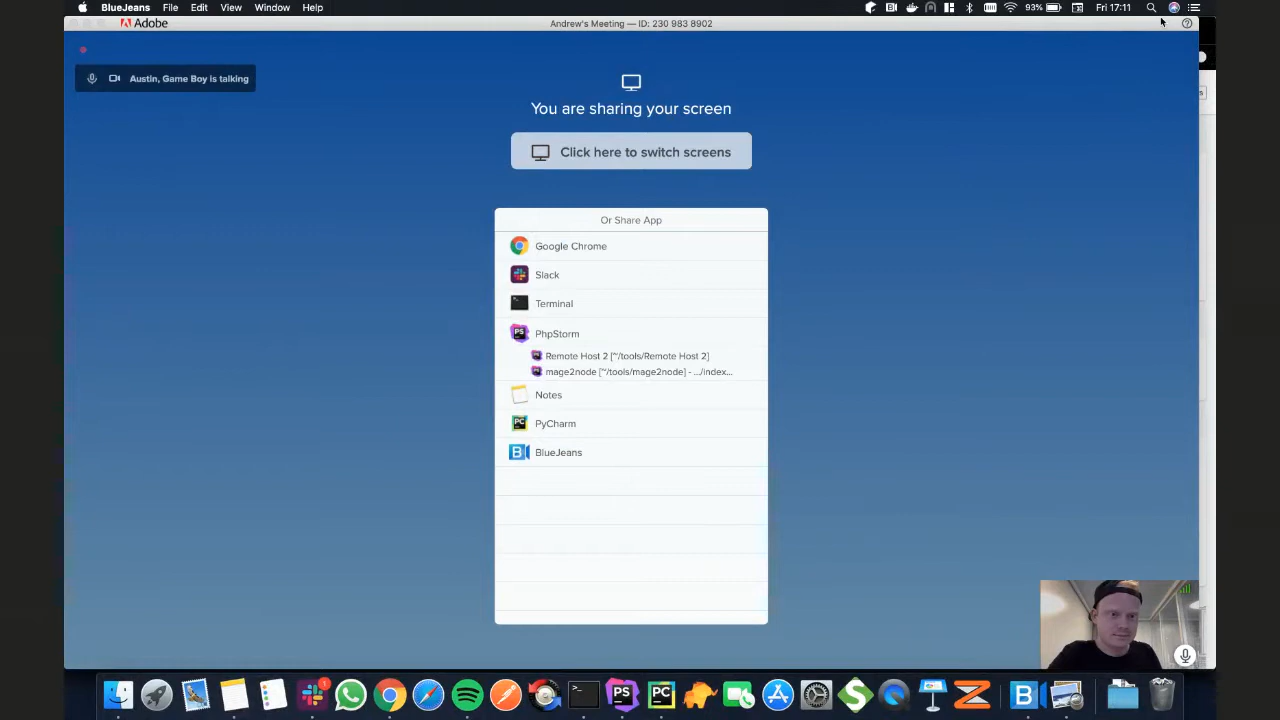 BlueJeans File Edit View Window Help 93% Fri 17:11
Adobe Andrew's Meeting — ID: 230 983 8902
Austin, Game Boy is talking
You are sharing your screen
Click here to switch screens
Or Share App
Google Chrome
Slack
Terminal
PhpStorm
Remote Host 2 [~/tools/Remote Host 2]
mage2node [~/tools/mage2node] - .../index...
Notes
PyCharm
BlueJeans